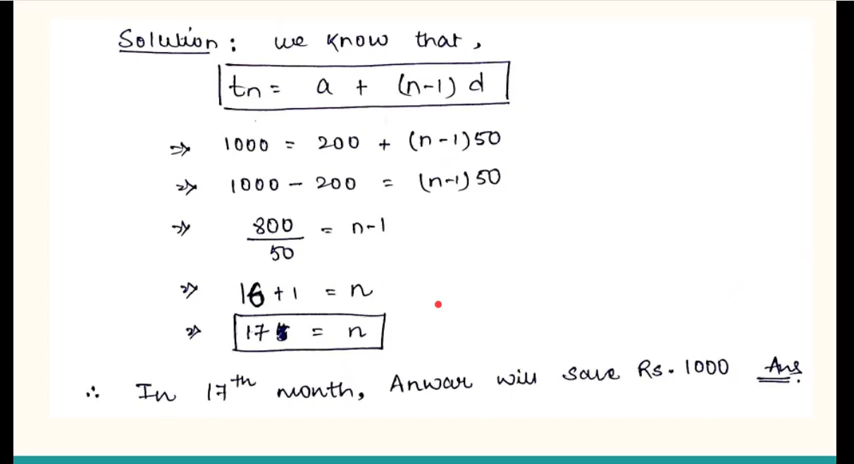 Solution : we know that,
tn = a + (n-1) d
⇒ 1000 = 200 + (n-1)50
⇒ 1000 - 200 = (n-1)50
⇒ 800/50 = n-1
⇒ 16 + 1 = n
⇒ 17 = n
∴ In 17th month, Anwar will save Rs. 1000 Ans.